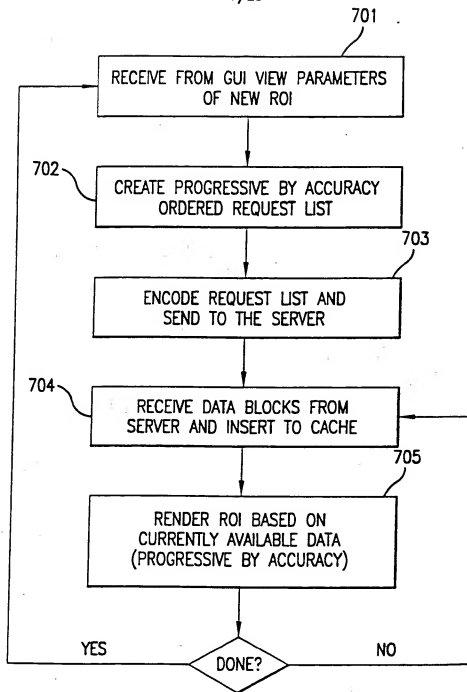 701
RECEIVE FROM GUI VIEW PARAMETERS
OF NEW ROI
702
CREATE PROGRESSIVE BY ACCURACY
ORDERED REQUEST LIST
703
ENCODE REQUEST LIST AND
SEND TO THE SERVER
704
RECEIVE DATA BLOCKS FROM
SERVER AND INSERT TO CACHE
705
RENDER ROI BASED ON
CURRENTLY AVAILABLE DATA
(PROGRESSIVE BY ACCURACY)
YES
DONE?
NO